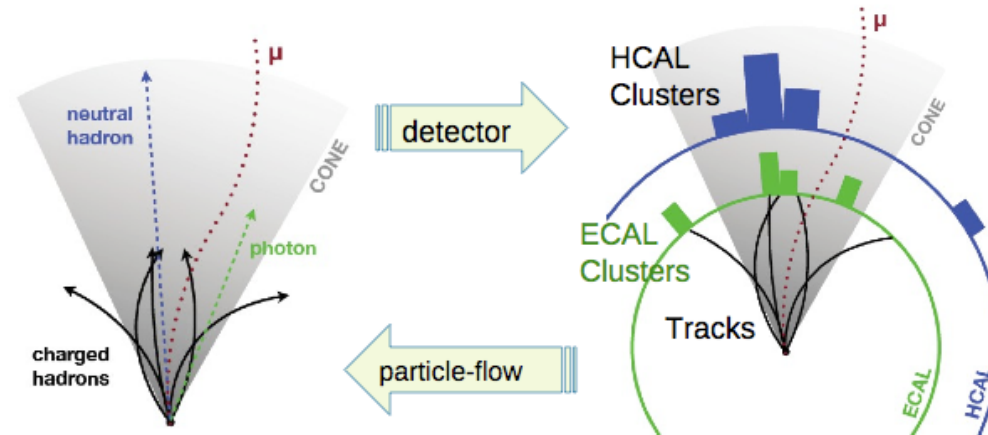 μ
neutral
hadron
CONE
photon
charged
hadrons
detector
particle-flow
μ
HCAL
Clusters
CONE
ECAL
Clusters
Tracks
ECAL
HCAL